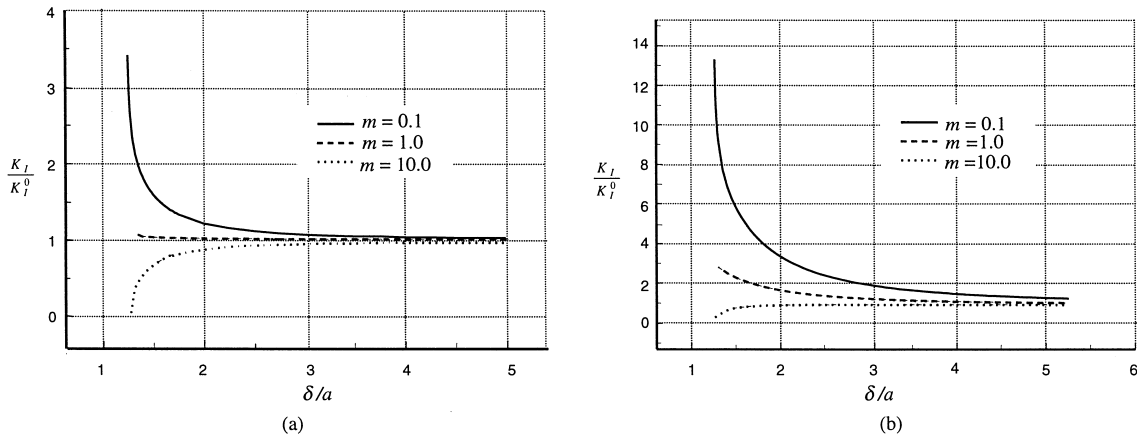 4
3
2
1
0
K_I
K_I^0
m = 0.1
m = 1.0
m = 10.0
1 2 3 4 5
δ/a
(a)
14
12
10
8
6
4
2
0
K_I
K_I^0
m = 0.1
m =1.0
m =10.0
1 2 3 4 5 6
δ/a
(b)